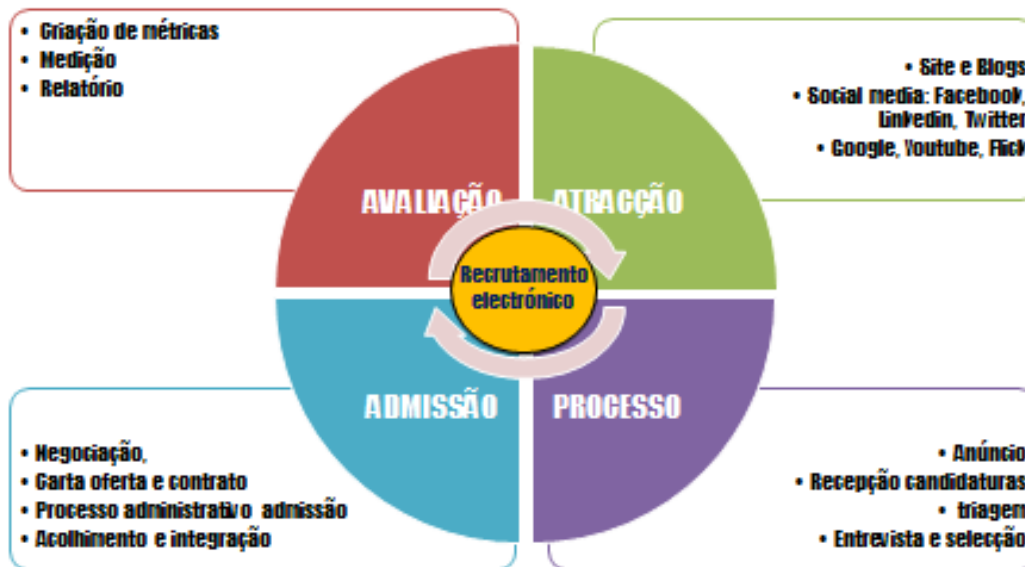 • Criação de métricas
• Medição
• Relatório
• Site e Blogs
• Social media: Facebook,
Linkedin, Twitter
• Google, Youtube, Flick
AVALIAÇÃO
ATRACÇÃO
Recrutamento
electrónico
ADMISSÃO
PROCESSO
• Negociação,
• Carta oferta e contrato
• Processo administrativo admissão
• Acolhimento e integração
• Anúncio
• Recepção candidaturas
• triagem
• Entrevista e selecção